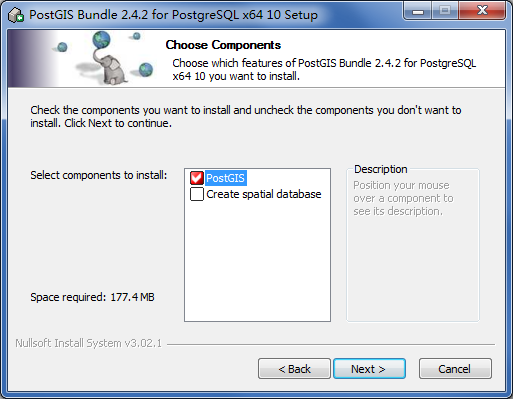 PostGIS Bundle 2.4.2 for PostgreSQL x64 10 Setup
Choose Components
Choose which features of PostGIS Bundle 2.4.2 for PostgreSQL
x64 10 you want to install.
Check the components you want to install and uncheck the components you don't want to
install. Click Next to continue.
Select components to install:
PostGIS
Create spatial database
Description
Position your mouse
over a component to
see its description.
Space required: 177.4 MB
Nullsoft Install System v3.02.1
< Back
Next >
Cancel